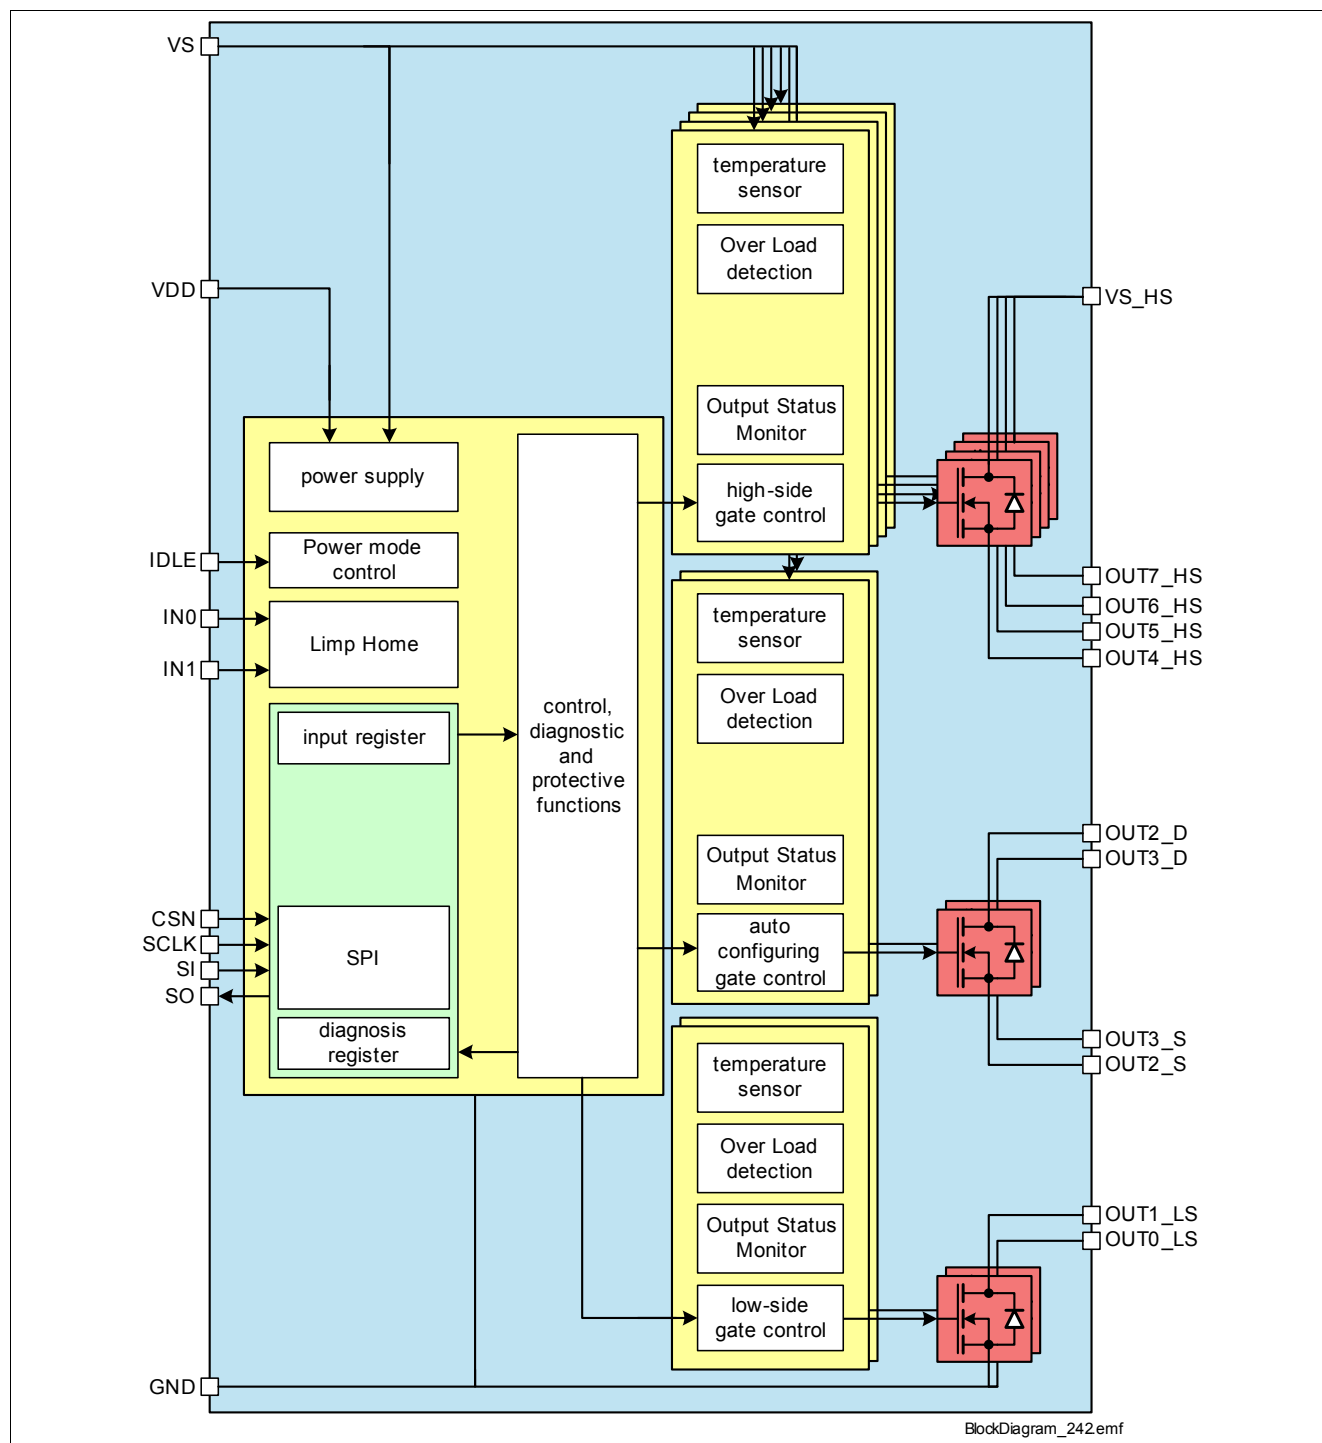 VS
temperature
sensor
Over Load
detection
VDD
VS_HS
Output Status
Monitor
power supply
high-side
gate control
Power mode
control
IDLE
OUT7_HS
IN0
OUT6_HS
Limp Home
temperature
sensor
OUT5_HS
IN1
OUT4_HS
input register
control,
diagnostic
and
protective
functions
Over Load
detection
OUT2_D
OUT3_D
Output Status
Monitor
CSN
SCLK
SI
SO
SPI
auto
configuring
gate control
diagnosis
register
OUT3_S
OUT2_S
temperature
sensor
Over Load
detection
Output Status
Monitor
OUT1_LS
OUT0_LS
low-side
gate control
GND
BlockDiagram_242.emf